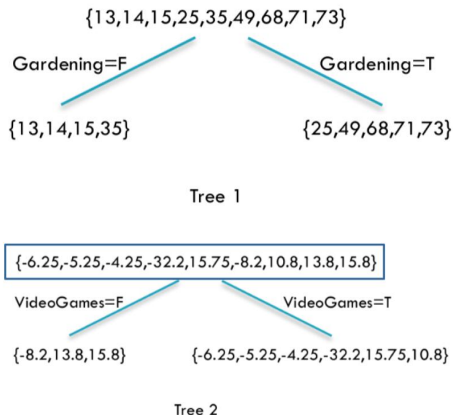 {13,14,15,25,35,49,68,71,73}
Gardening=F Gardening=T
{13,14,15,35} {25,49,68,71,73}
Tree 1
{-6.25,-5.25,-4.25,-32.2,15.75,-8.2,10.8,13.8,15.8}
VideoGames=F VideoGames=T
{-8.2,13.8,15.8} {-6.25,-5.25,-4.25,-32.2,15.75,10.8}
Tree 2